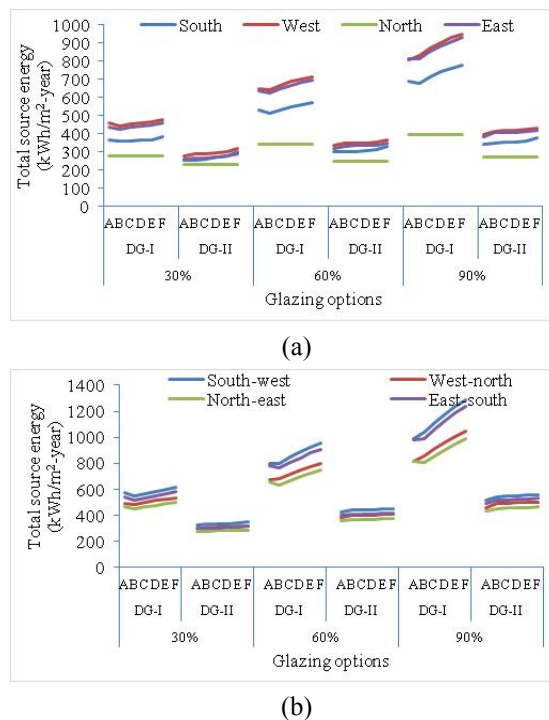 South West North East
Total source energy
(kWh/m²-year)
1000
900
800
700
600
500
400
300
200
100
0
ABCDEF ABCDEF ABCDEF ABCDEF ABCDEF ABCDEF
DG-I DG-II DG-I DG-II DG-I DG-II
30% 60% 90%
Glazing options
(a)
South-west West-north
North-east East-south
Total source energy
(kWh/m²-year)
1400
1200
1000
800
600
400
200
0
ABCDEF ABCDEF ABCDEF ABCDEF ABCDEF ABCDEF
DG-I DG-II DG-I DG-II DG-I DG-II
30% 60% 90%
Glazing options
(b)